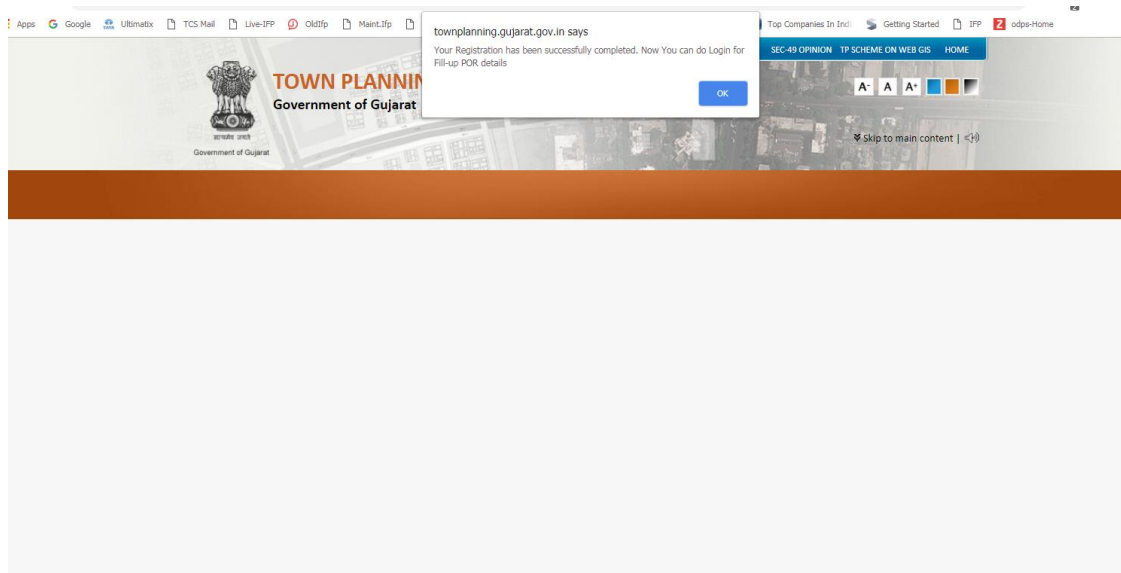 Apps Google Ultimatix TCS Mail Live-IFP OldIfp Maint.Ifp Top Companies In Indi Getting Started IFP odps-Home
townplanning.gujarat.gov.in says
Your Registration has been successfully completed. Now You can do Login for
Fill-up POR details
OK
SEC-49 OPINION TP SCHEME ON WEB GIS HOME
TOWN PLANNIN
Government of Gujarat
A- A A+
सत्यमेव जयते
Government of Gujarat
Skip to main content |